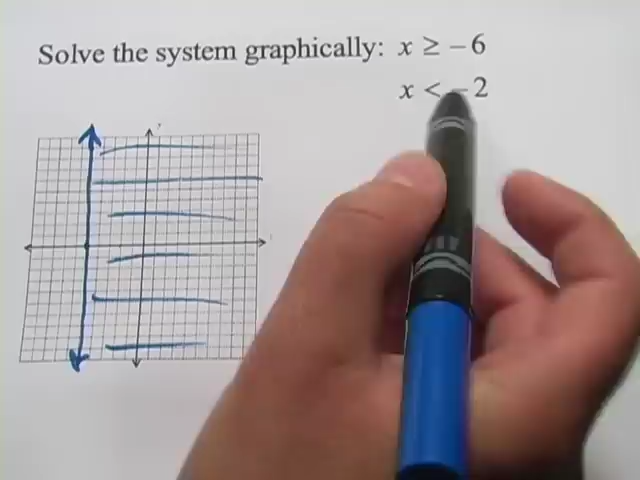 Solve the system graphically: x ≥ −6
x < −2